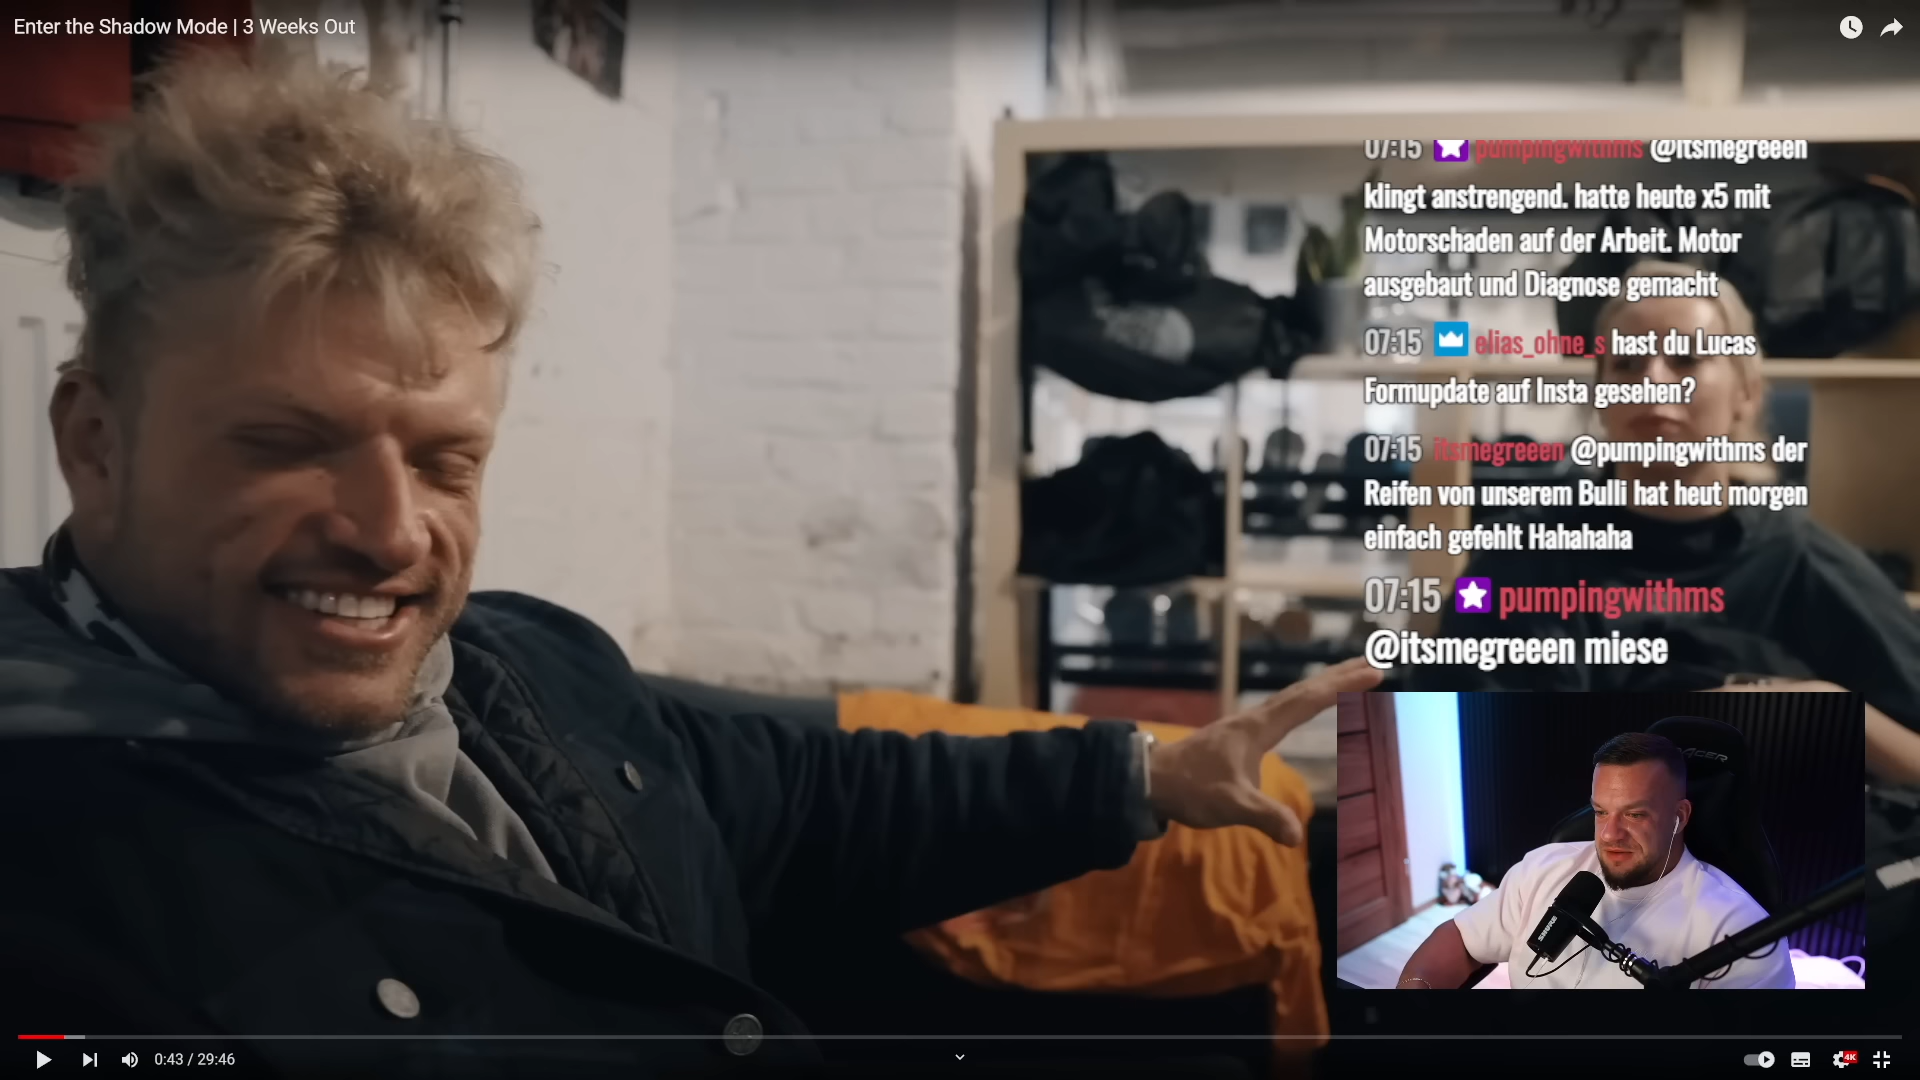 Enter the Shadow Mode | 3 Weeks Out
07:15 pumpingwithms @itsmegreeen
klingt anstrengend. hatte heute x5 mit
Motorschaden auf der Arbeit. Motor
ausgebaut und Diagnose gemacht
07:15 elias_ohne_s hast du Lucas
Formupdate auf Insta gesehen?
07:15 itsmegreeen @pumpingwithms der
Reifen von unserem Bulli hat heut morgen
einfach gefehlt Hahahaha
07:15 pumpingwithms
@itsmegreeen miese
SHURE
0:43 / 29:46
4K